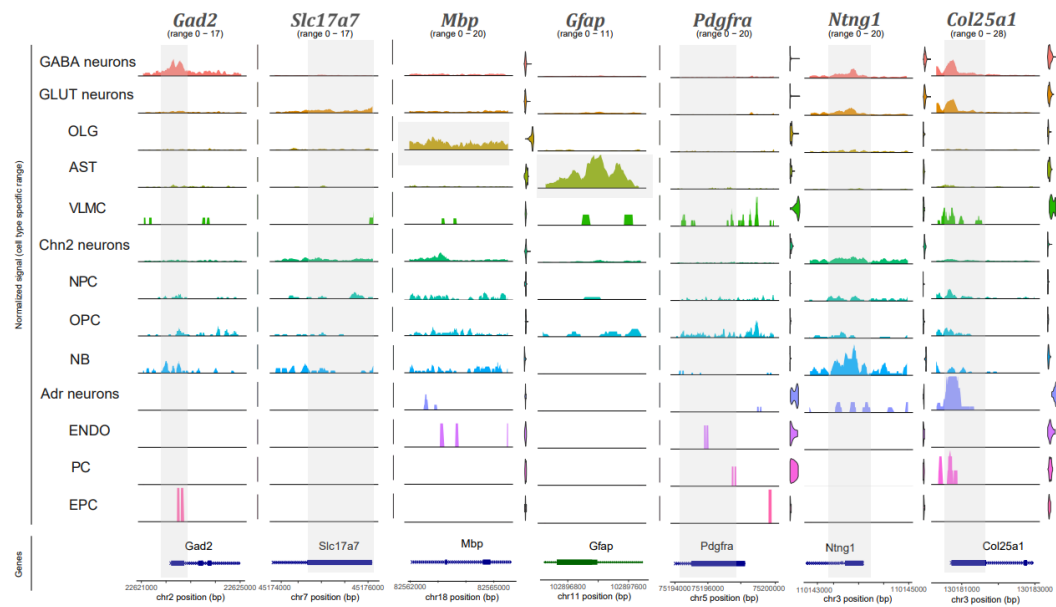 Gad2 Slc17a7 Mbp Gfap Pdgfra Ntng1 Col25a1
(range 0 – 17) (range 0 – 17) (range 0 – 20) (range 0 – 11) (range 0 – 20) (range 0 – 20) (range 0 – 28)
Normalized signal (cell type specific range)
GABA neurons
GLUT neurons
OLG
AST
VLMC
Chn2 neurons
NPC
OPC
NB
Adr neurons
ENDO
PC
EPC
Genes
Gad2 Slc17a7 Mbp Gfap Pdgfra Ntng1 Col25a1
22621000 22625000 45174000 45176000 82562000 82565000 102896800 102897600 75194000 75196000 75200000 110143000 110145000 130181000 130183000
chr2 position (bp) chr7 position (bp) chr18 position (bp) chr11 position (bp) chr5 position (bp) chr3 position (bp) chr3 position (bp)